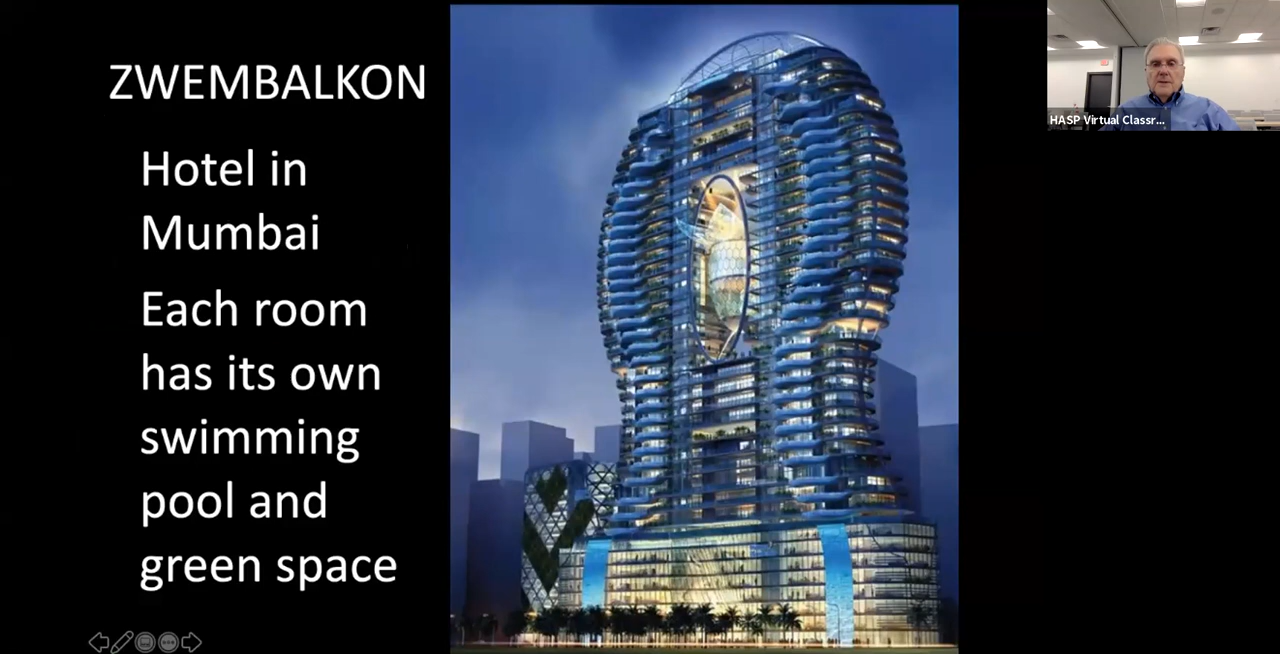 ZWEMBALKON
Hotel in
Mumbai
Each room
has its own
swimming
pool and
green space
HASP Virtual Classr...